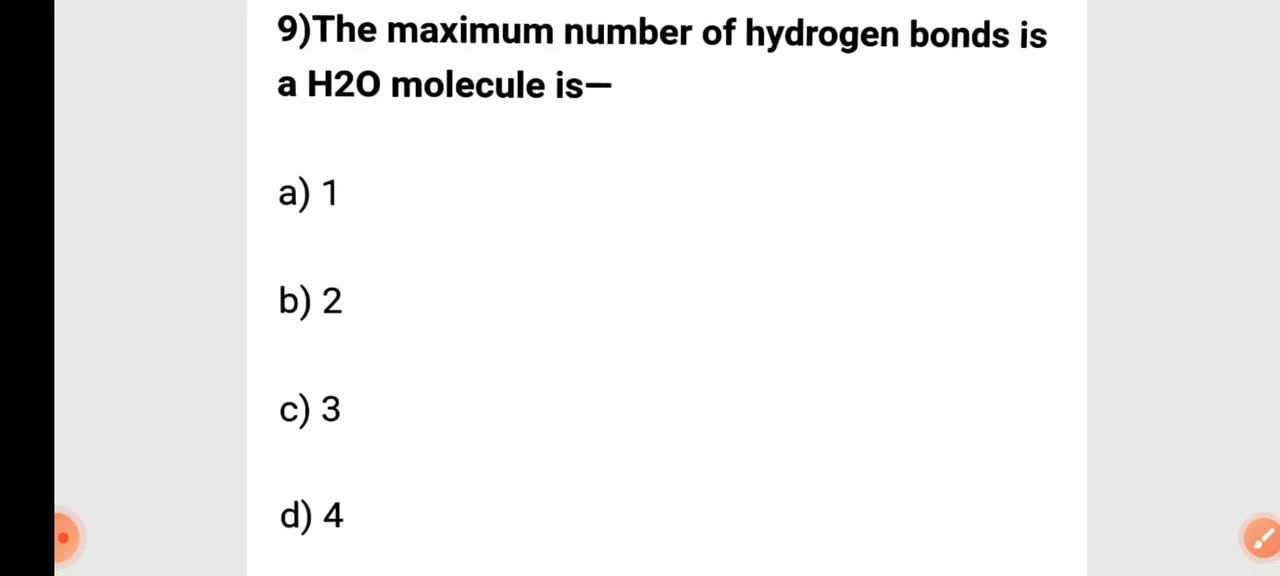 9)The maximum number of hydrogen bonds is
a H2O molecule is—
a) 1
b) 2
c) 3
d) 4